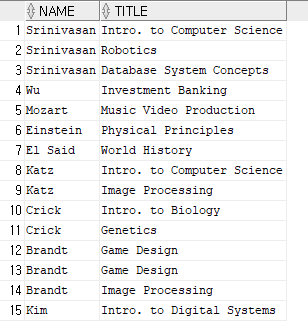 NAME TITLE
1 Srinivasan Intro. to Computer Science
2 Srinivasan Robotics
3 Srinivasan Database System Concepts
4 Wu Investment Banking
5 Mozart Music Video Production
6 Einstein Physical Principles
7 El Said World History
8 Katz Intro. to Computer Science
9 Katz Image Processing
10 Crick Intro. to Biology
11 Crick Genetics
12 Brandt Game Design
13 Brandt Game Design
14 Brandt Image Processing
15 Kim Intro. to Digital Systems